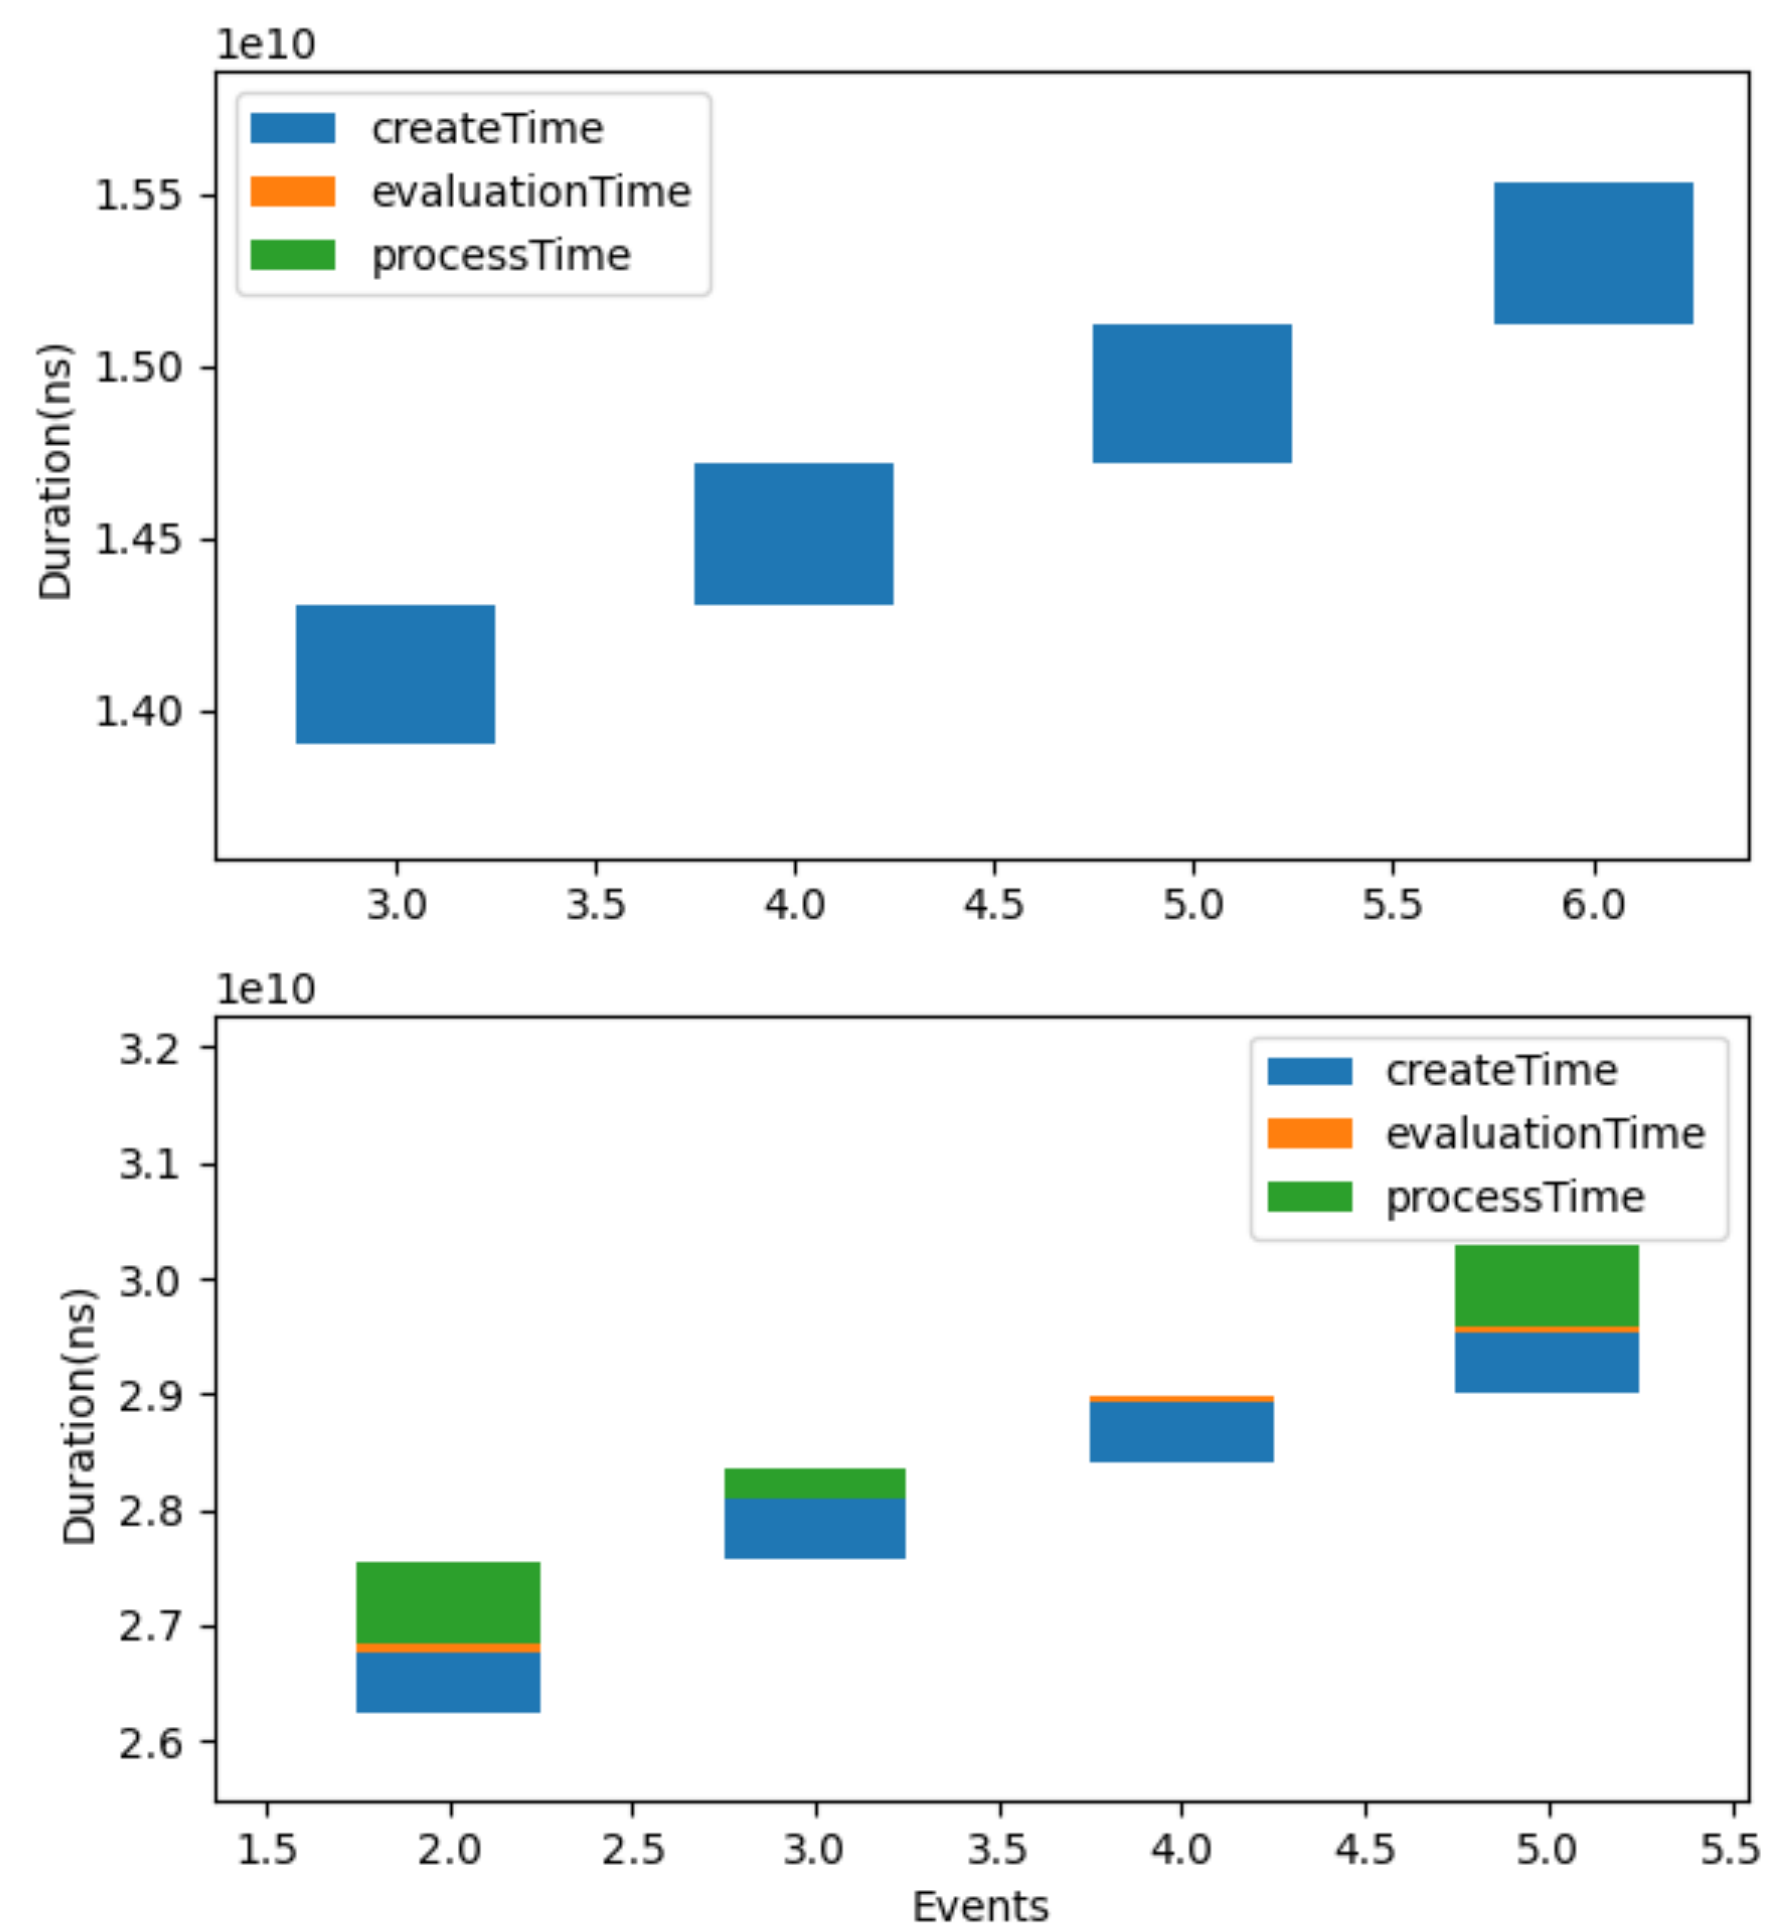 1e10
createTime
evaluationTime
processTime
1.55
1.50
1.45
1.40
Duration(ns)
3.0 3.5 4.0 4.5 5.0 5.5 6.0
1e10
createTime
evaluationTime
processTime
3.2
3.1
3.0
2.9
2.8
2.7
2.6
Duration(ns)
1.5 2.0 2.5 3.0 3.5 4.0 4.5 5.0 5.5
Events